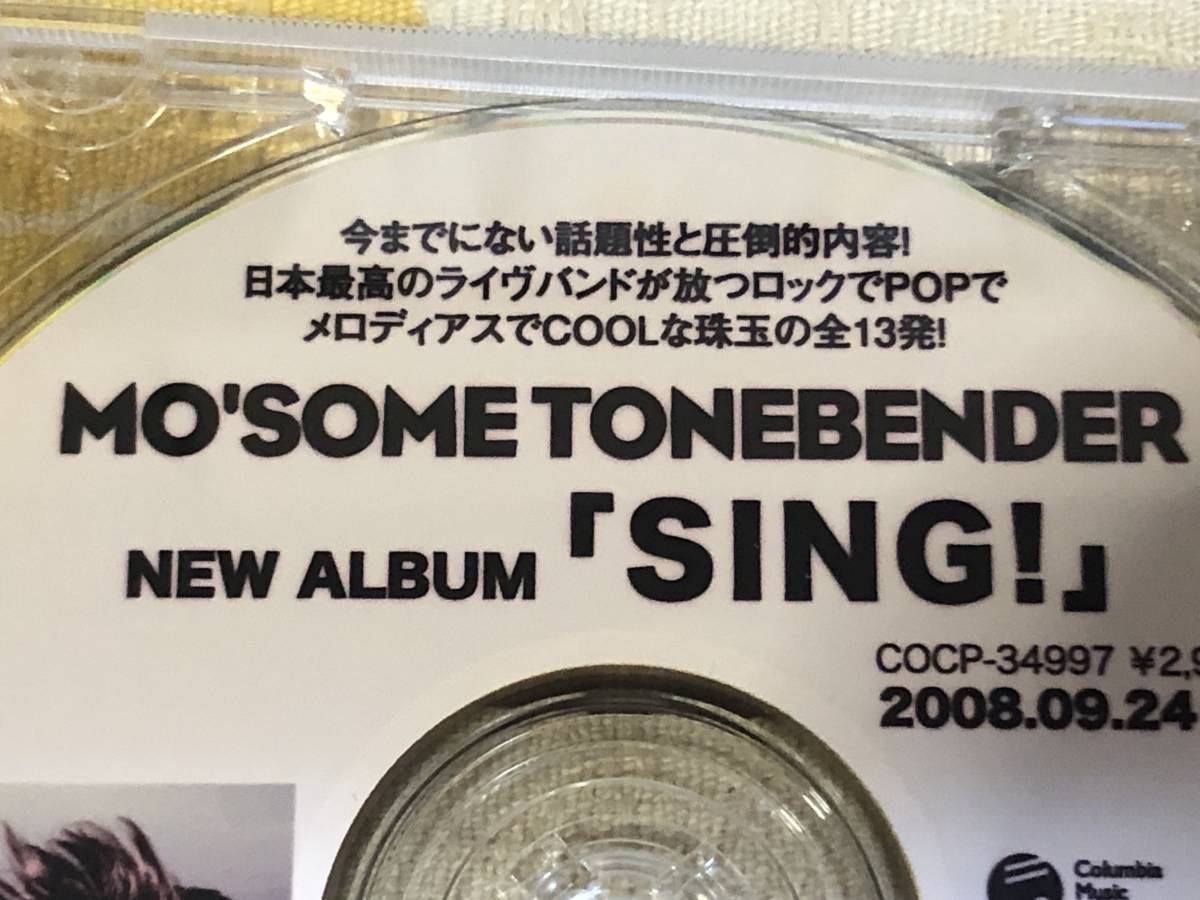 今までにない話題性と圧倒的内容!
日本最高のライヴバンドが放つロックでPOPで
メロディアスでCOOLな珠玉の全13発!
MO'SOME TONEBENDER
NEW ALBUM「SING!」
COCP-34997 ¥2,9
2008.09.24
Columbia
Music